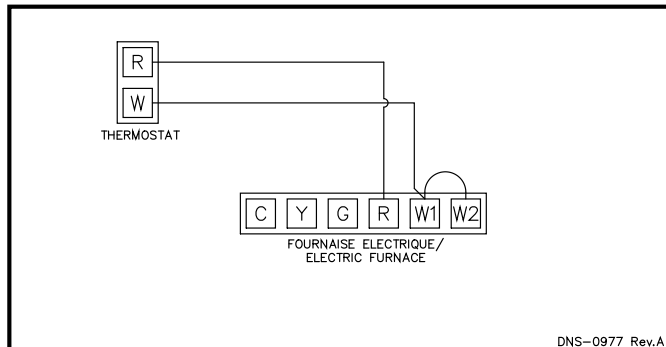 R
W
THERMOSTAT
C Y G R W1 W2
FOURNAISE ELECTRIQUE/
ELECTRIC FURNACE
DNS-0977 Rev.A